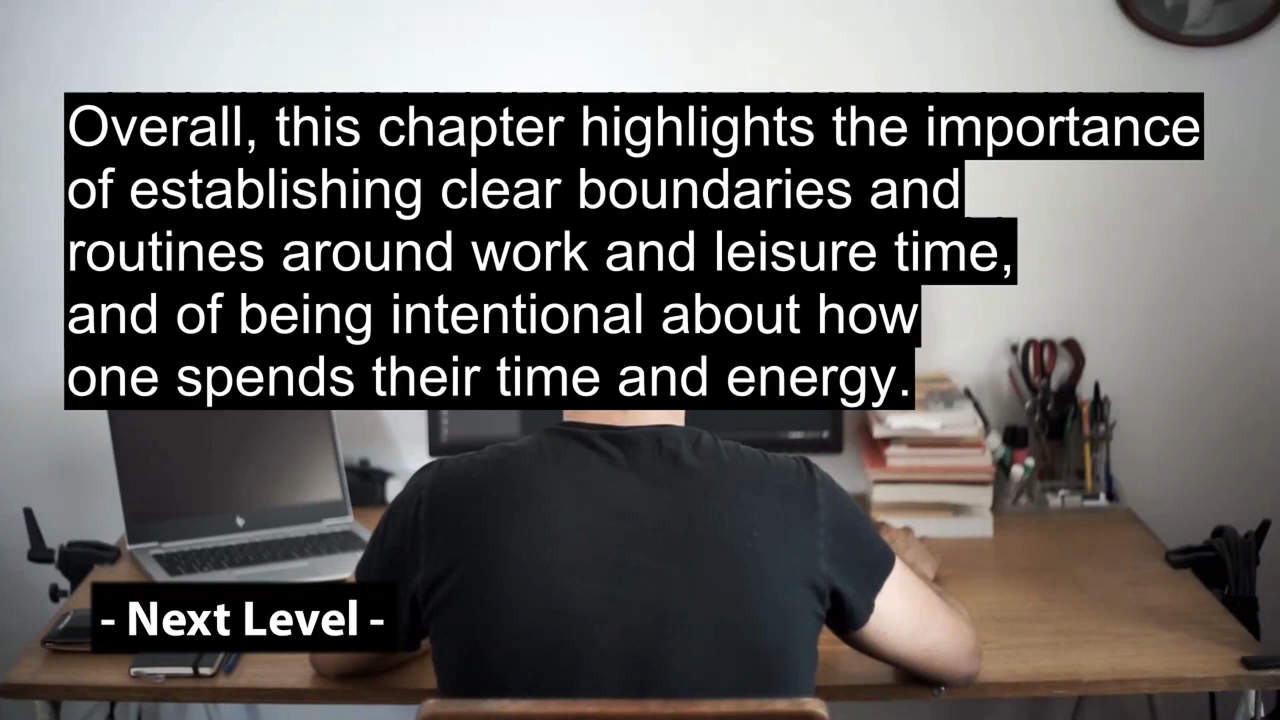 Overall, this chapter highlights the importance
of establishing clear boundaries and
routines around work and leisure time,
and of being intentional about how
one spends their time and energy.
- Next Level -